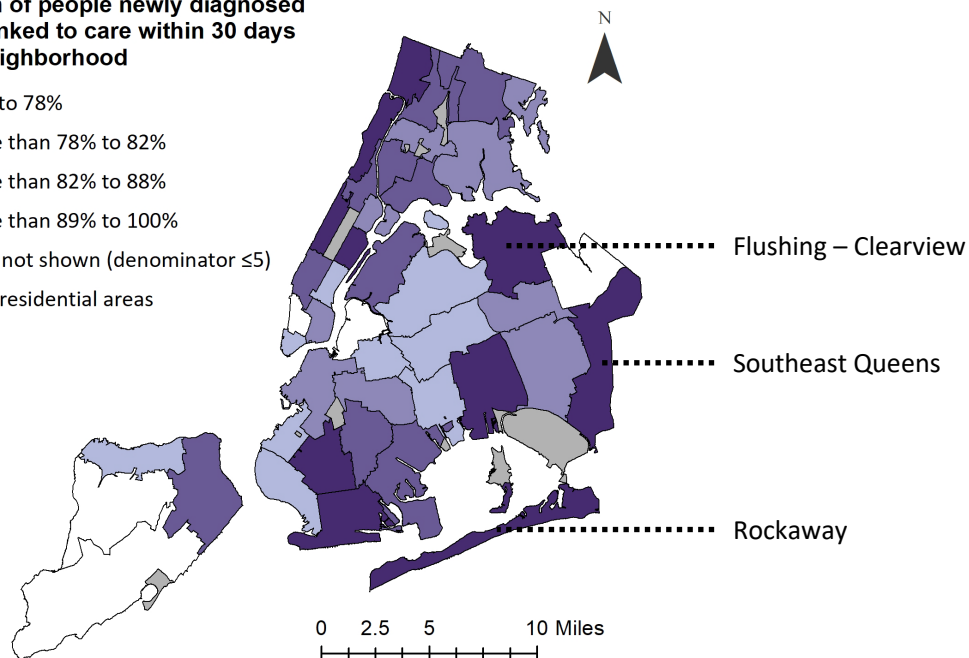 of people newly diagnosed
to care within 30 days
to 78%
than 78% to 82%
than 82% to 88%
than 89% to 100%
not shown (denominator ≤5)
residential areas
N
Flushing – Clearview
Southeast Queens
Rockaway
0 2.5 5 10 Miles